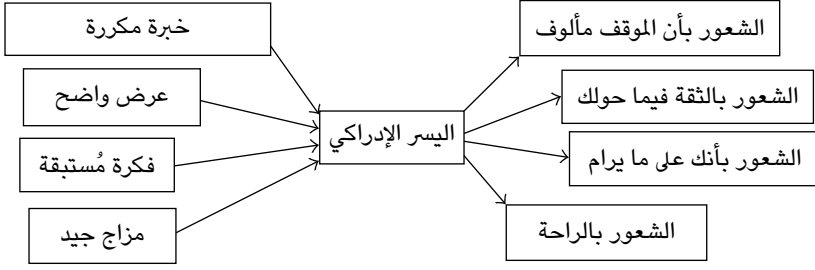 خبرة مكررة
عرض واضح
فكرة مُستبقة
مزاج جيد
اليسر الإدراكي
الشعور بأن الموقف مألوف
الشعور بالثقة فيما حولك
الشعور بأنك على ما يرام
الشعور بالراحة